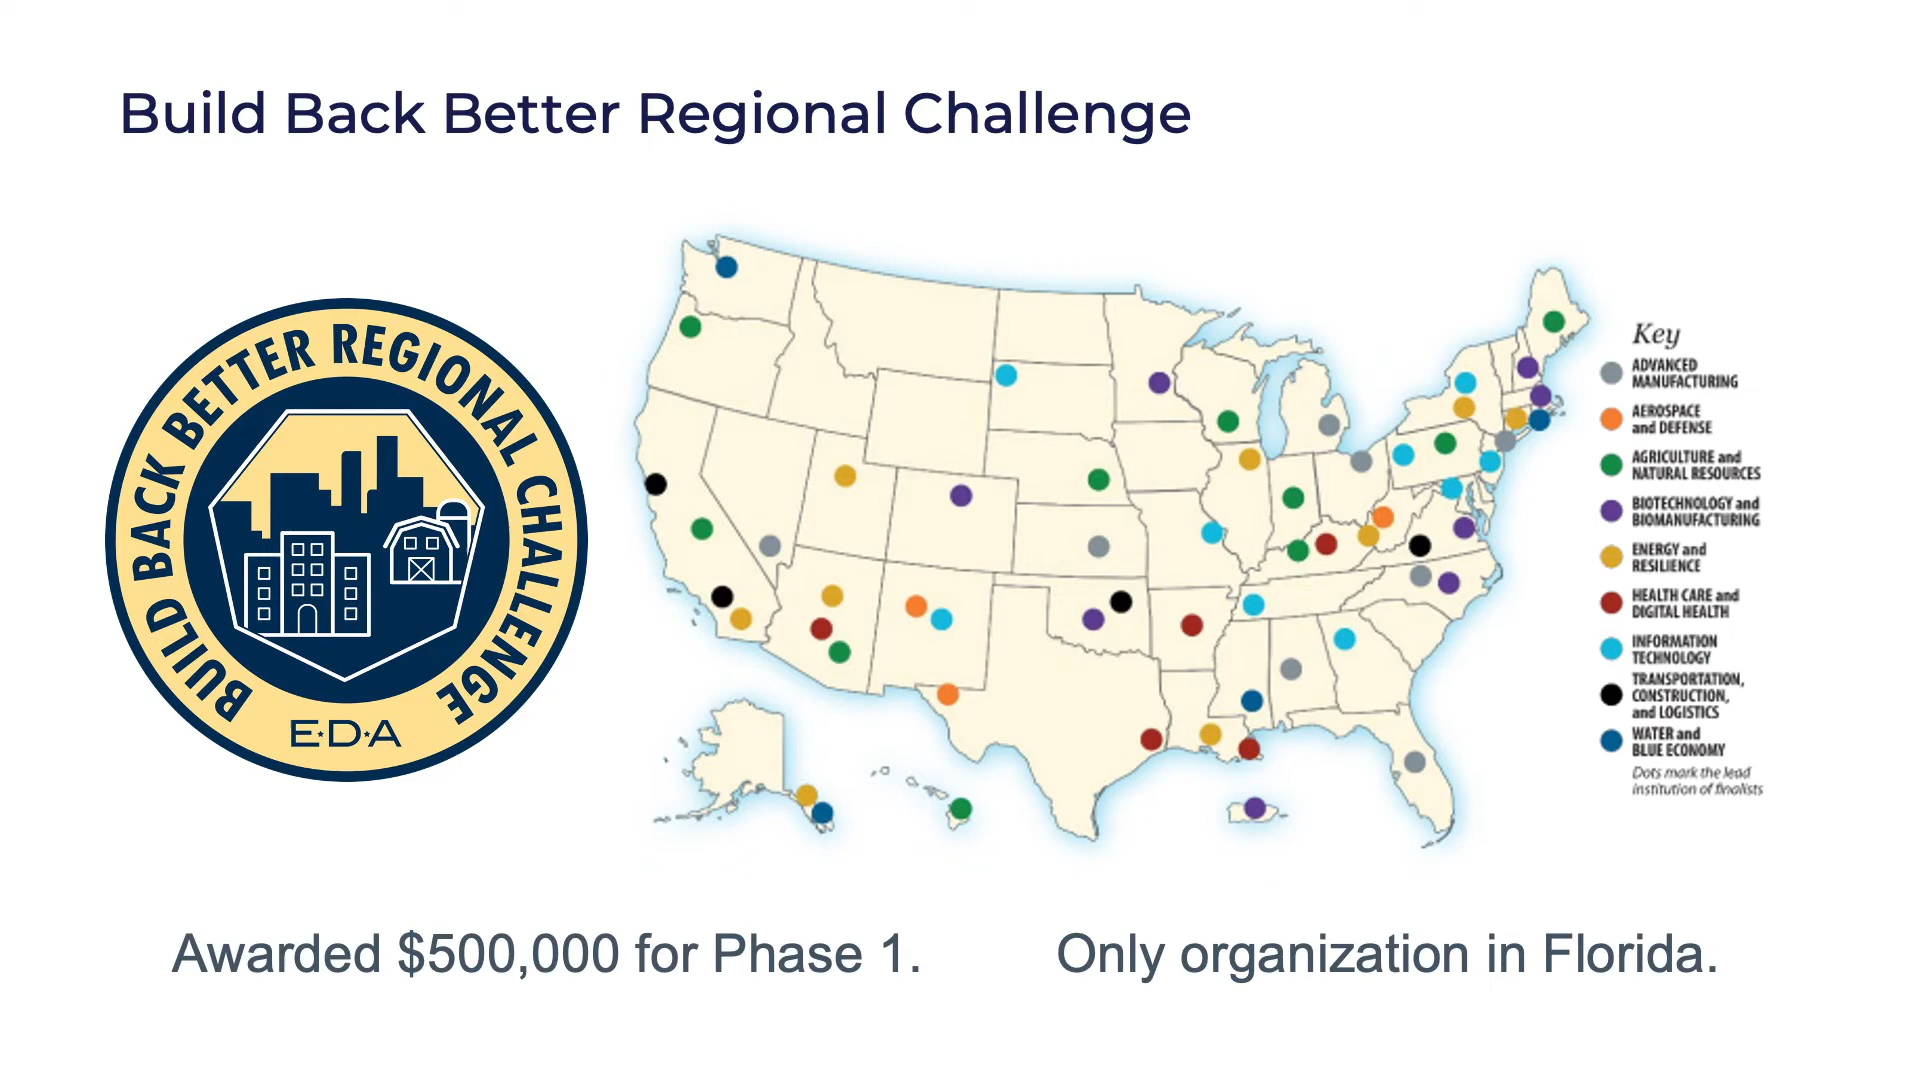 Build Back Better Regional Challenge
BUILD BACK BETTER REGIONAL CHALLENGE
E★D★A
Key
ADVANCED
MANUFACTURING
AEROSPACE
and DEFENSE
AGRICULTURE and
NATURAL RESOURCES
BIOTECHNOLOGY and
BIOMANUFACTURING
ENERGY and
RESILIENCE
HEALTH CARE and
DIGITAL HEALTH
INFORMATION
TECHNOLOGY
TRANSPORTATION,
CONSTRUCTION,
and LOGISTICS
WATER and
BLUE ECONOMY
Dots mark the lead
institution of finalists
Awarded $500,000 for Phase 1.
Only organization in Florida.